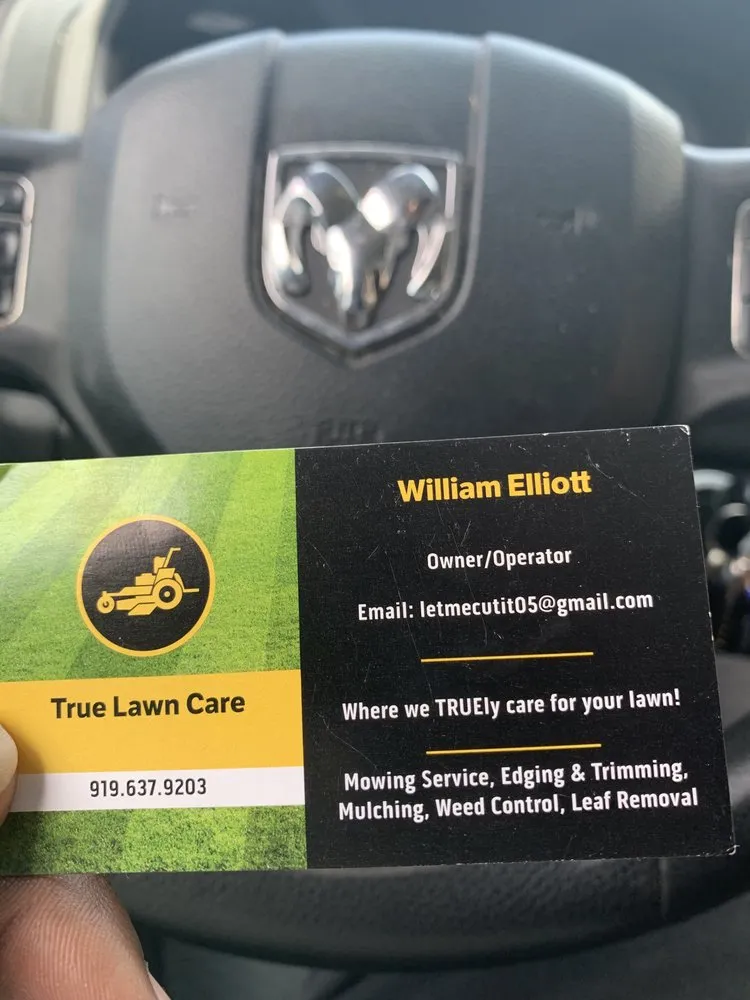 True Lawn Care
919.637.9203
William Elliott
Owner/Operator
Email: letmecutit05@gmail.com
Where we TRUEly care for your lawn!
Mowing Service, Edging & Trimming,
Mulching, Weed Control, Leaf Removal